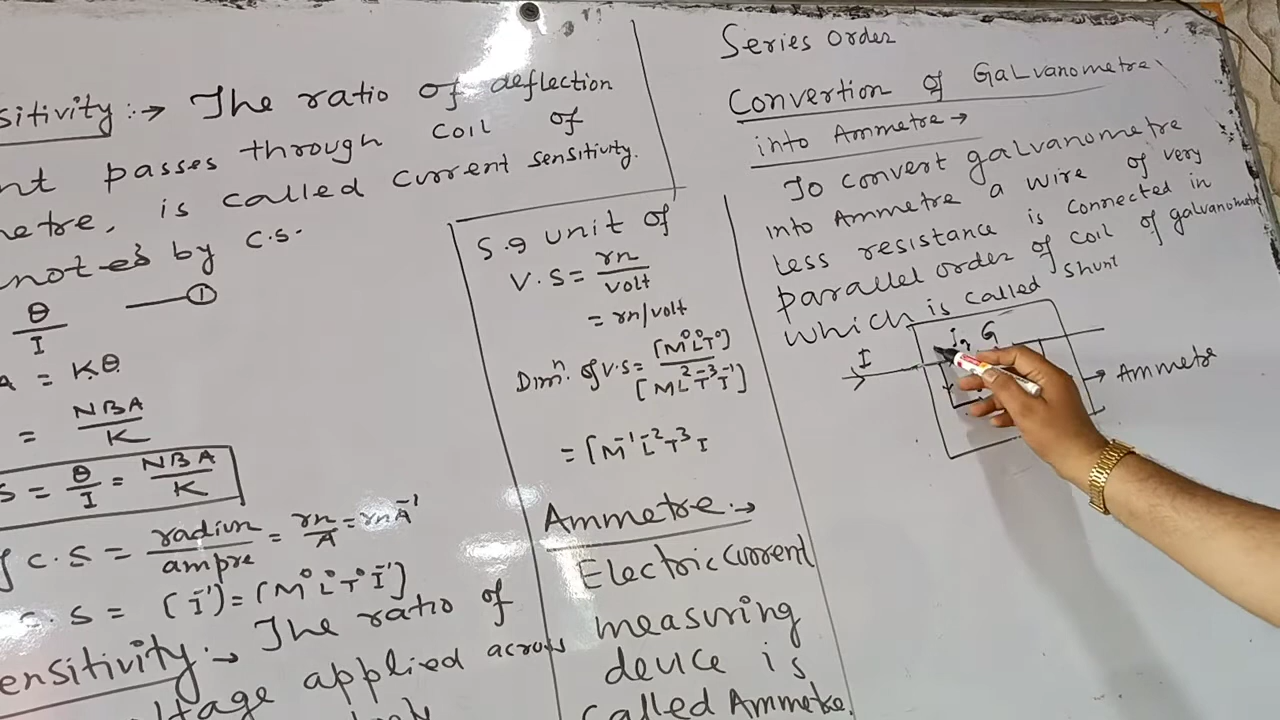 sitivity :→ The ratio of deflection
nt passes through coil of
metre, is called current sensitivity.
noted by C.S.
θ/I —— ①
A = Kθ
= NBA/K
S = θ/I = NBA/K
f C.S = radian/ampre = rn/A = rnA⁻¹
C.S = [I⁻¹] = [M⁰L⁰T⁰I⁻¹]
ensitivity :→ The ratio of
ltage applied across
S.g unit of
V.S = rn/volt
= rn/volt
Dimⁿ. of V.S = [M⁰L⁰T⁰]/[ML²T⁻³I⁻¹]
= [M⁻¹L⁻²T³I
Ammetre :→
Electric current
measuring
device is
called Ammetre.
Series Order
Convertion of Galvanometre
into Ammetre →
To convert galvanometre
into Ammetre a wire of very
less resistance is connected in
parallel order of coil of galvanometre
which is called shunt
I
Ig G
Ammetre